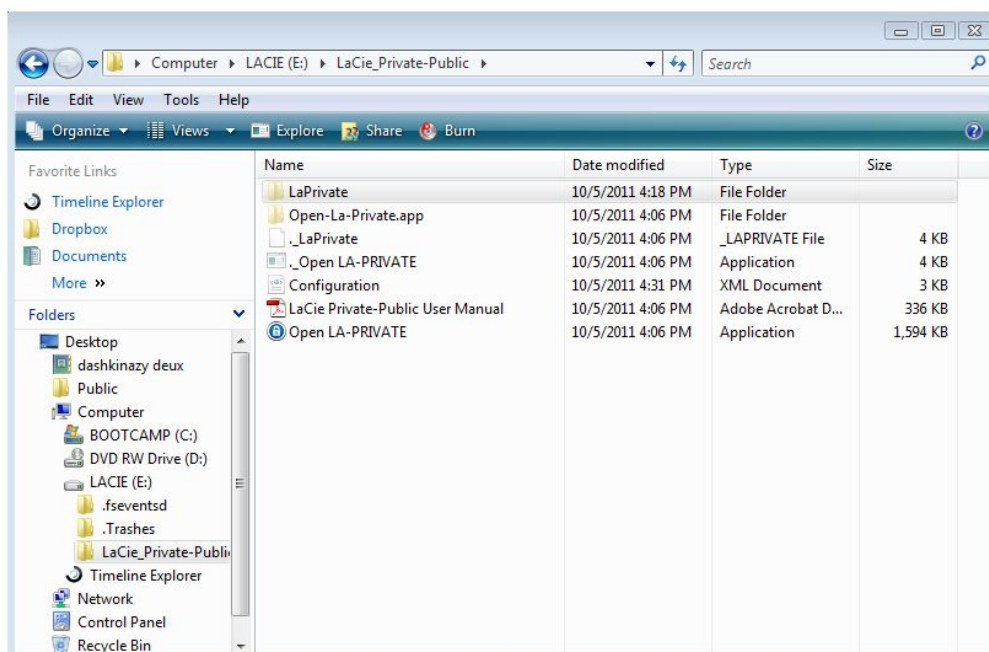 Computer LACIE (E:) LaCie_Private-Public Search
File Edit View Tools Help
Organize Views Explore Share Burn
Favorite Links
Timeline Explorer
Dropbox
Documents
More »
Folders
Desktop
dashkinazy deux
Public
Computer
BOOTCAMP (C:)
DVD RW Drive (D:)
LACIE (E:)
.fseventsd
.Trashes
LaCie_Private-Publi
Timeline Explorer
Network
Control Panel
Recycle Bin
Name Date modified Type Size
LaPrivate 10/5/2011 4:18 PM File Folder
Open-La-Private.app 10/5/2011 4:06 PM File Folder
._LaPrivate 10/5/2011 4:06 PM _LAPRIVATE File 4 KB
._Open LA-PRIVATE 10/5/2011 4:06 PM Application 4 KB
Configuration 10/5/2011 4:31 PM XML Document 3 KB
LaCie Private-Public User Manual 10/5/2011 4:06 PM Adobe Acrobat D... 336 KB
Open LA-PRIVATE 10/5/2011 4:06 PM Application 1,594 KB